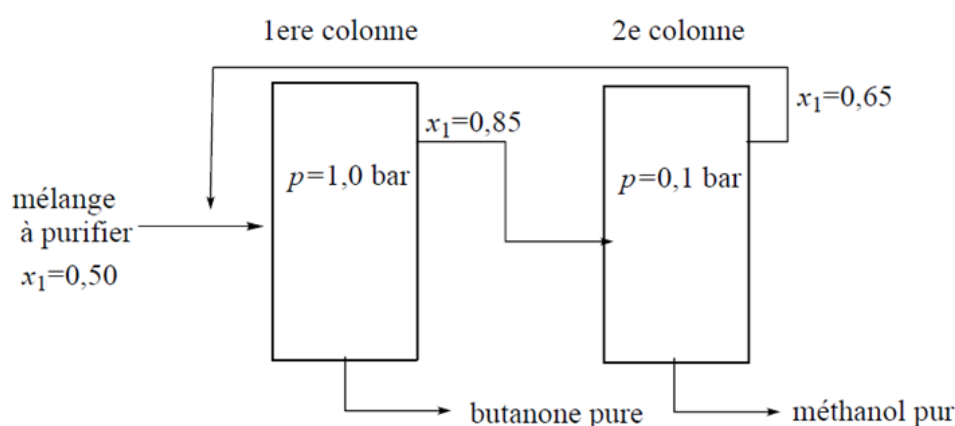 1ere colonne
2e colonne
x₁=0,65
x₁=0,85
p=1,0 bar
p=0,1 bar
mélange
à purifier
x₁=0,50
butanone pure
méthanol pur